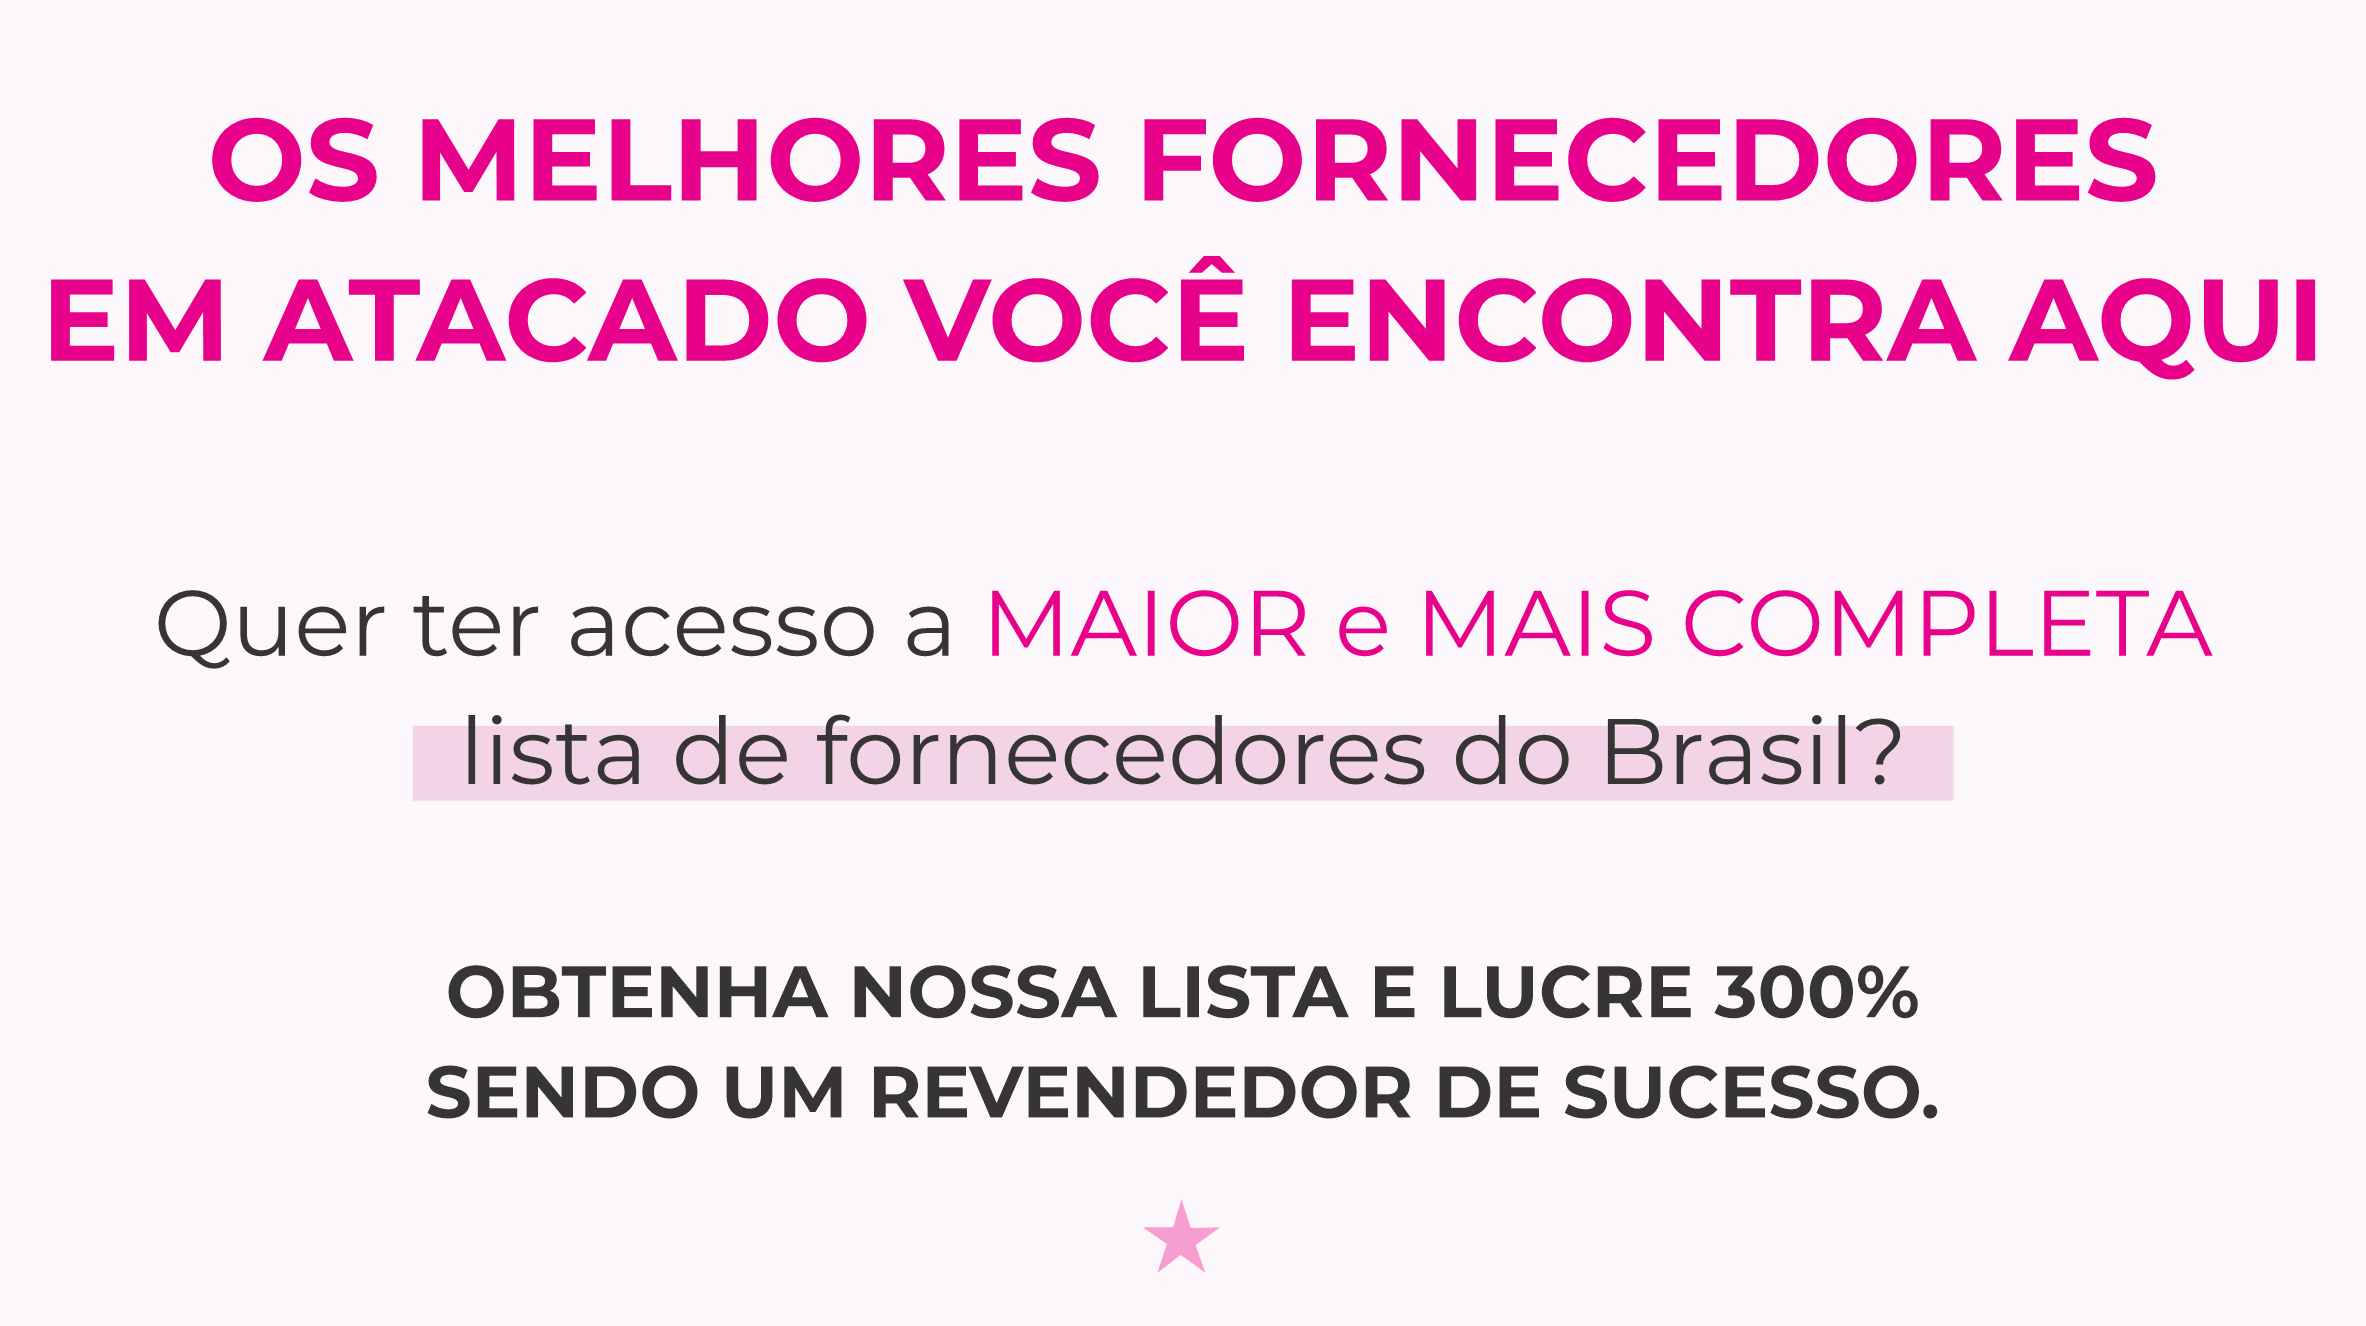 OS MELHORES FORNECEDORES
EM ATACADO VOCÊ ENCONTRA AQUI
Quer ter acesso a MAIOR e MAIS COMPLETA
lista de fornecedores do Brasil?
OBTENHA NOSSA LISTA E LUCRE 300%
SENDO UM REVENDEDOR DE SUCESSO.